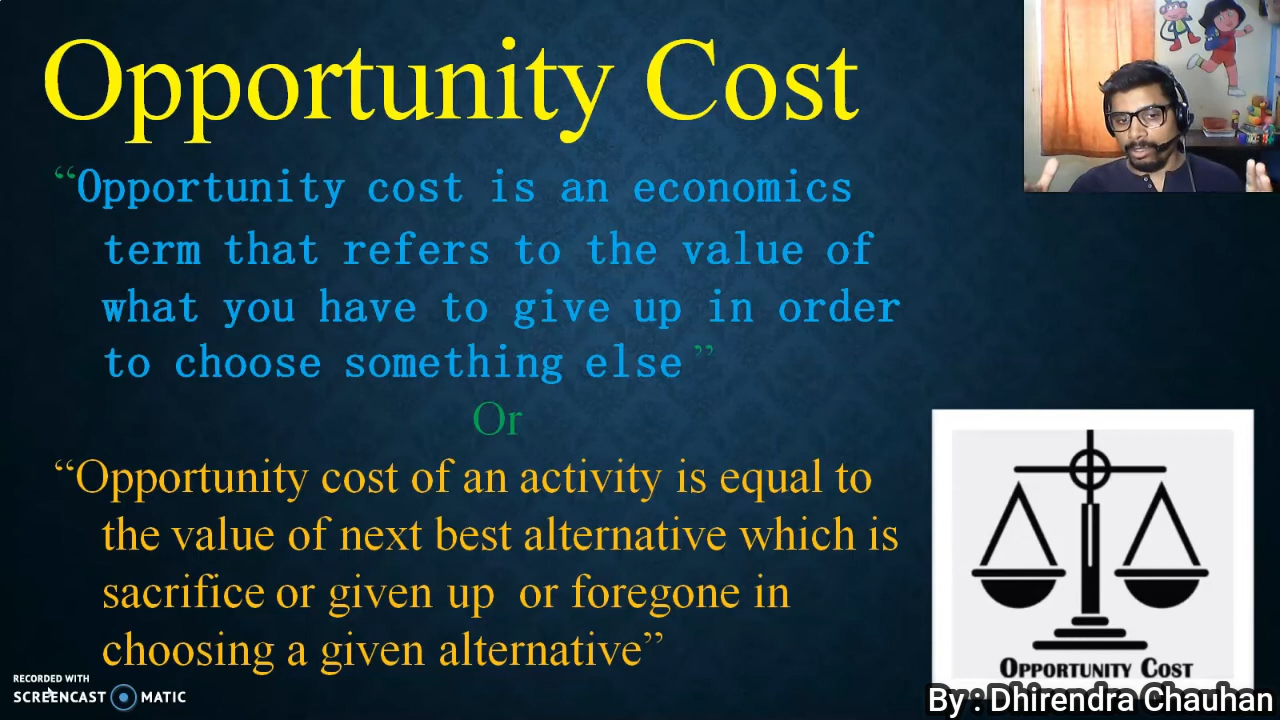 Opportunity Cost
“Opportunity cost is an economics
term that refers to the value of
what you have to give up in order
to choose something else”
Or
“Opportunity cost of an activity is equal to
the value of next best alternative which is
sacrifice or given up or foregone in
choosing a given alternative”
OPPORTUNITY COST
RECORDED WITH
SCREENCAST MATIC
By : Dhirendra Chauhan